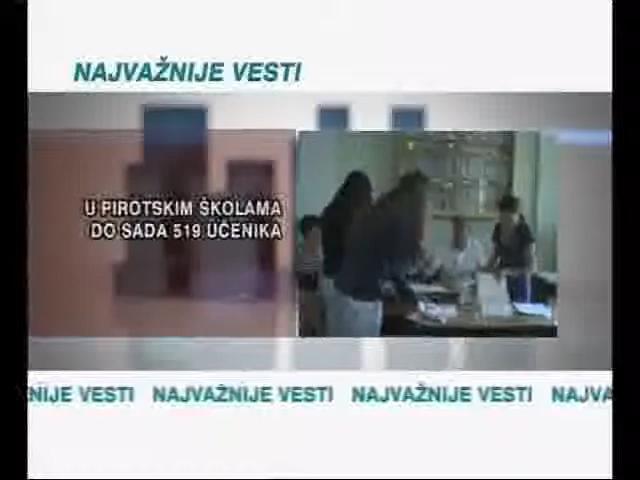 NAJVAŽNIJE VESTI
U PIROTSKIM ŠKOLAMA
DO SADA 519 UČENIKA
NIJE VESTI NAJVAŽNIJE VESTI NAJVAŽNIJE VESTI NAJVA